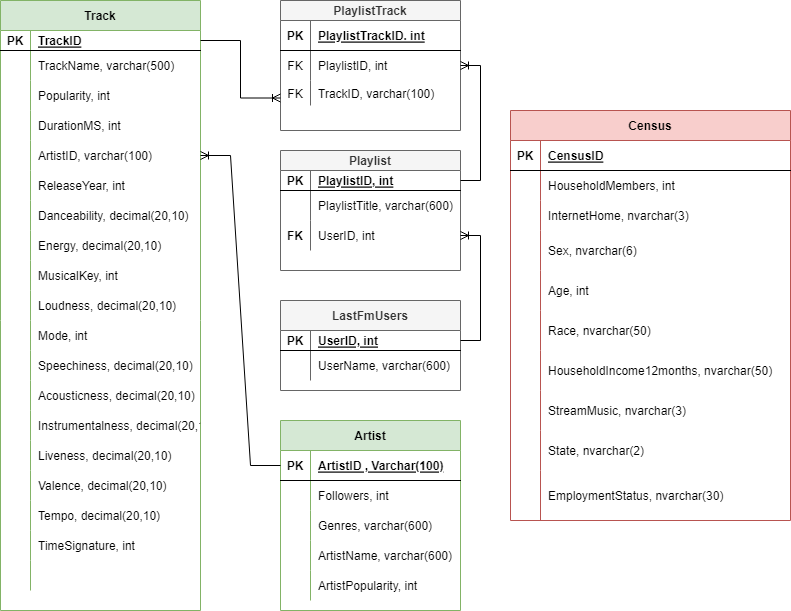 Track
PK TrackID
TrackName, varchar(500)
Popularity, int
DurationMS, int
ArtistID, varchar(100)
ReleaseYear, int
Danceability, decimal(20,10)
Energy, decimal(20,10)
MusicalKey, int
Loudness, decimal(20,10)
Mode, int
Speechiness, decimal(20,10)
Acousticness, decimal(20,10)
Instrumentalness, decimal(20,
Liveness, decimal(20,10)
Valence, decimal(20,10)
Tempo, decimal(20,10)
TimeSignature, int
PlaylistTrack
PK PlaylistTrackID. int
FK PlaylistID, int
FK TrackID, varchar(100)
Playlist
PK PlaylistID, int
PlaylistTitle, varchar(600)
FK UserID, int
LastFmUsers
PK UserID, int
UserName, varchar(600)
Artist
PK ArtistID , Varchar(100)
Followers, int
Genres, varchar(600)
ArtistName, varchar(600)
ArtistPopularity, int
Census
PK CensusID
HouseholdMembers, int
InternetHome, nvarchar(3)
Sex, nvarchar(6)
Age, int
Race, nvarchar(50)
HouseholdIncome12months, nvarchar(50)
StreamMusic, nvarchar(3)
State, nvarchar(2)
EmploymentStatus, nvarchar(30)